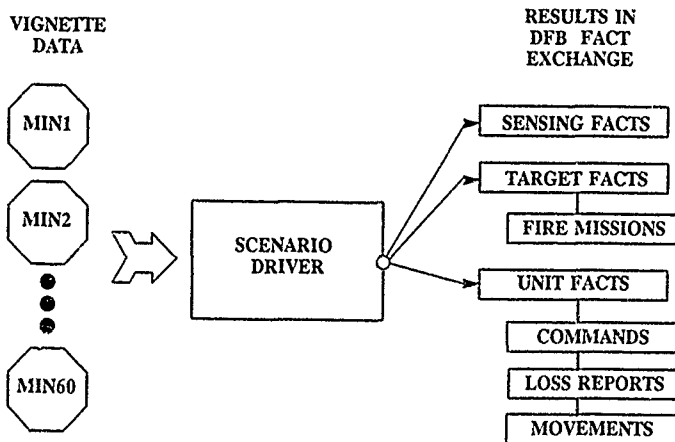 VIGNETTE
DATA
MIN1
MIN2
MIN60
SCENARIO
DRIVER
RESULTS IN
DFB FACT
EXCHANGE
SENSING FACTS
TARGET FACTS
FIRE MISSIONS
UNIT FACTS
COMMANDS
LOSS REPORTS
MOVEMENTS